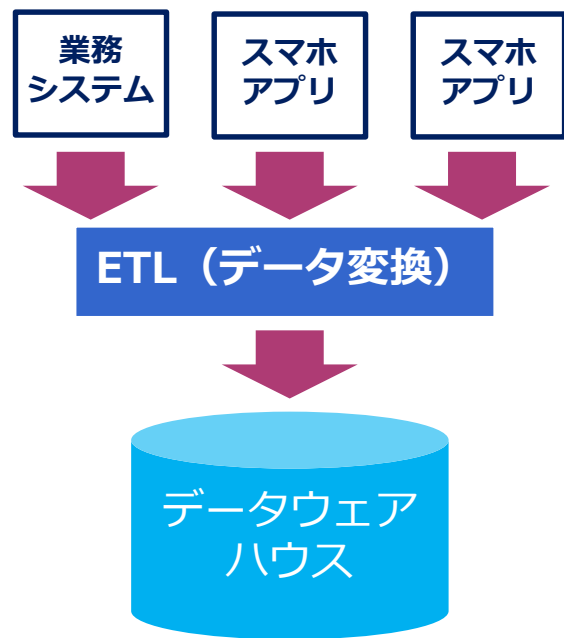 業務
システム
スマホ
アプリ
スマホ
アプリ
ETL（データ変換）
データウェア
ハウス